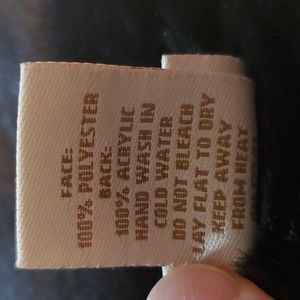 FACE:
100% POLYESTER
BACK:
100% ACRYLIC
HAND WASH IN
COLD WATER
DO NOT BLEACH
LAY FLAT TO DRY
KEEP AWAY
FROM HEAT